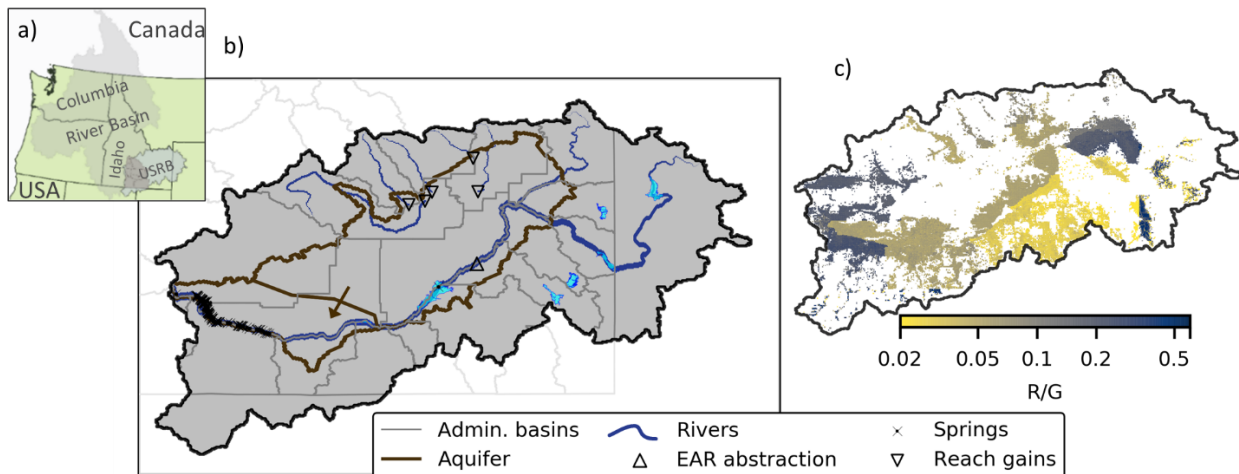 a)
Canada
Columbia
River Basin
Idaho
USRB
USA
b)
c)
0.02 0.05 0.1 0.2 0.5
R/G
Admin. basins Rivers Springs
Aquifer EAR abstraction Reach gains